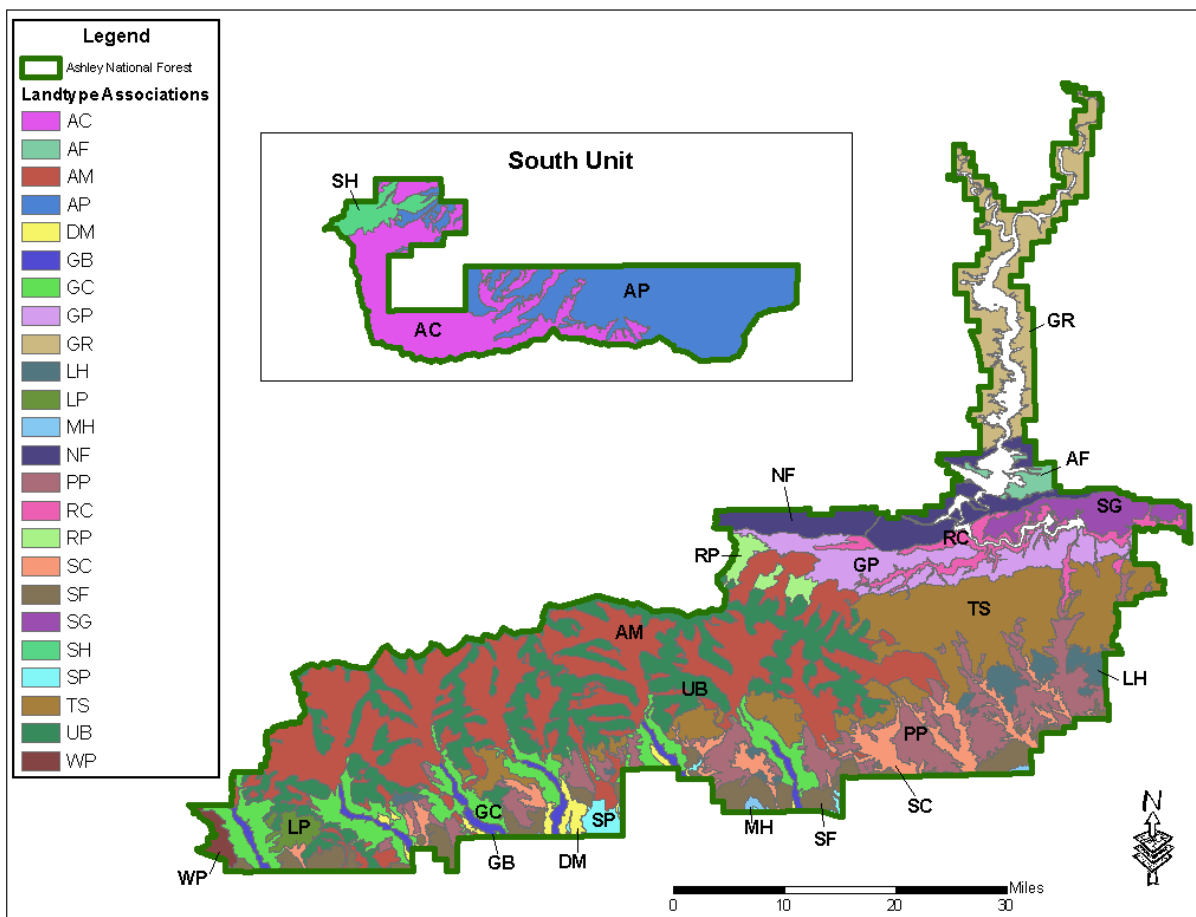 Legend
Ashley National Forest
Landtype Associations
AC
AF
AM
AP
DM
GB
GC
GP
GR
LH
LP
MH
NF
PP
RC
RP
SC
SF
SG
SH
SP
TS
UB
WP
South Unit
SH
AP
AC
GR
AF
NF
SG
RC
RP
GP
TS
AM
UB
LH
PP
SC
GC
LP
SP
MH
SF
GB
DM
WP
N
Miles
0 10 20 30